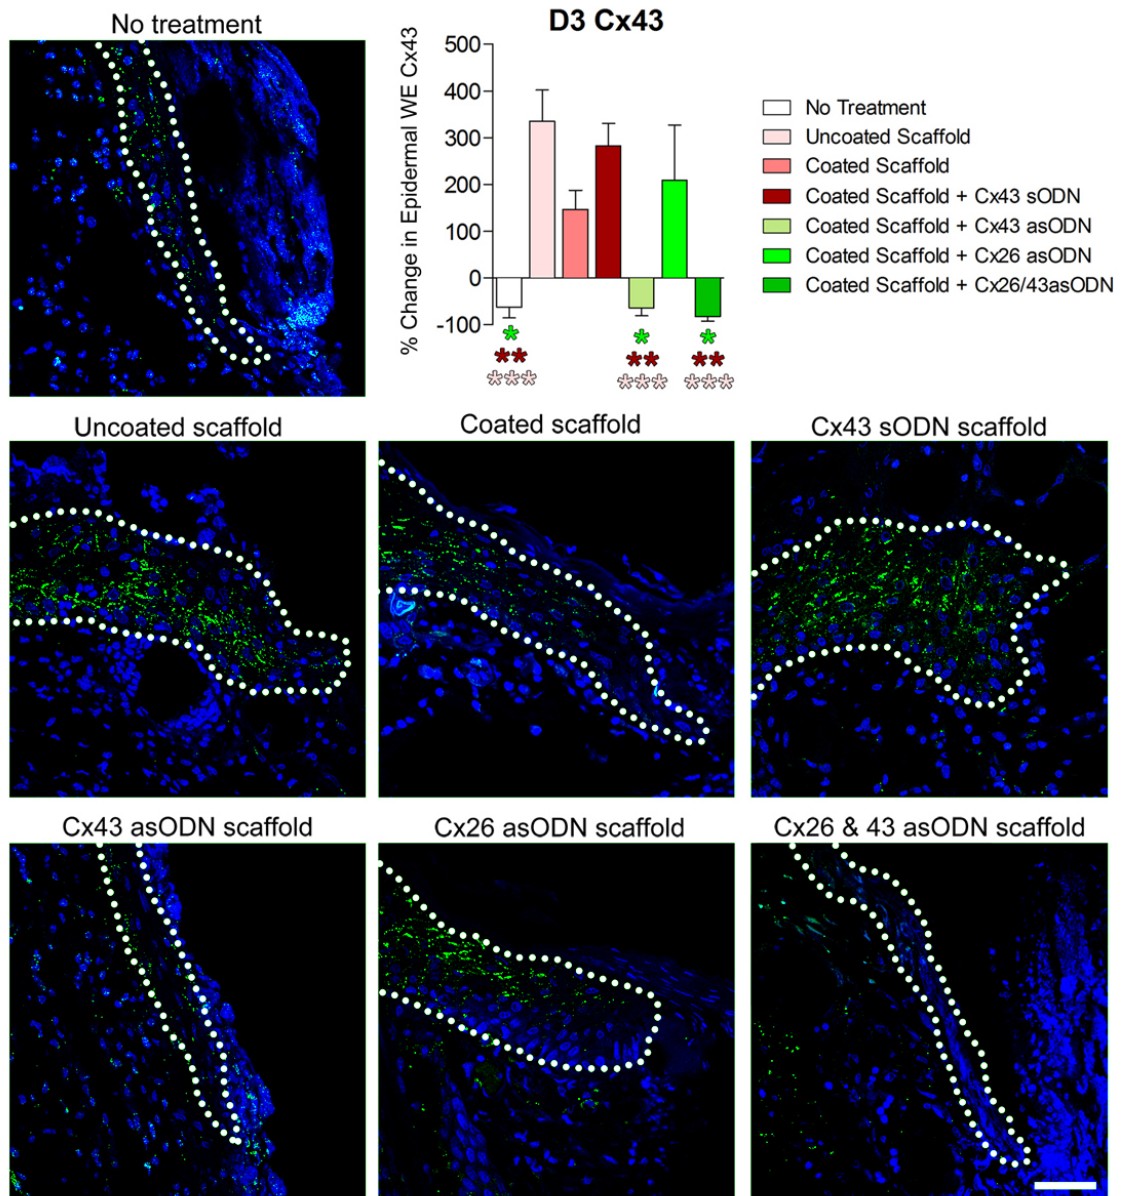 No treatment
D3 Cx43
% Change in Epidermal WE Cx43
500
400
300
200
100
0
-100
*
**
***
*
**
***
*
**
***
No Treatment
Uncoated Scaffold
Coated Scaffold
Coated Scaffold + Cx43 sODN
Coated Scaffold + Cx43 asODN
Coated Scaffold + Cx26 asODN
Coated Scaffold + Cx26/43asODN
Uncoated scaffold
Coated scaffold
Cx43 sODN scaffold
Cx43 asODN scaffold
Cx26 asODN scaffold
Cx26 & 43 asODN scaffold